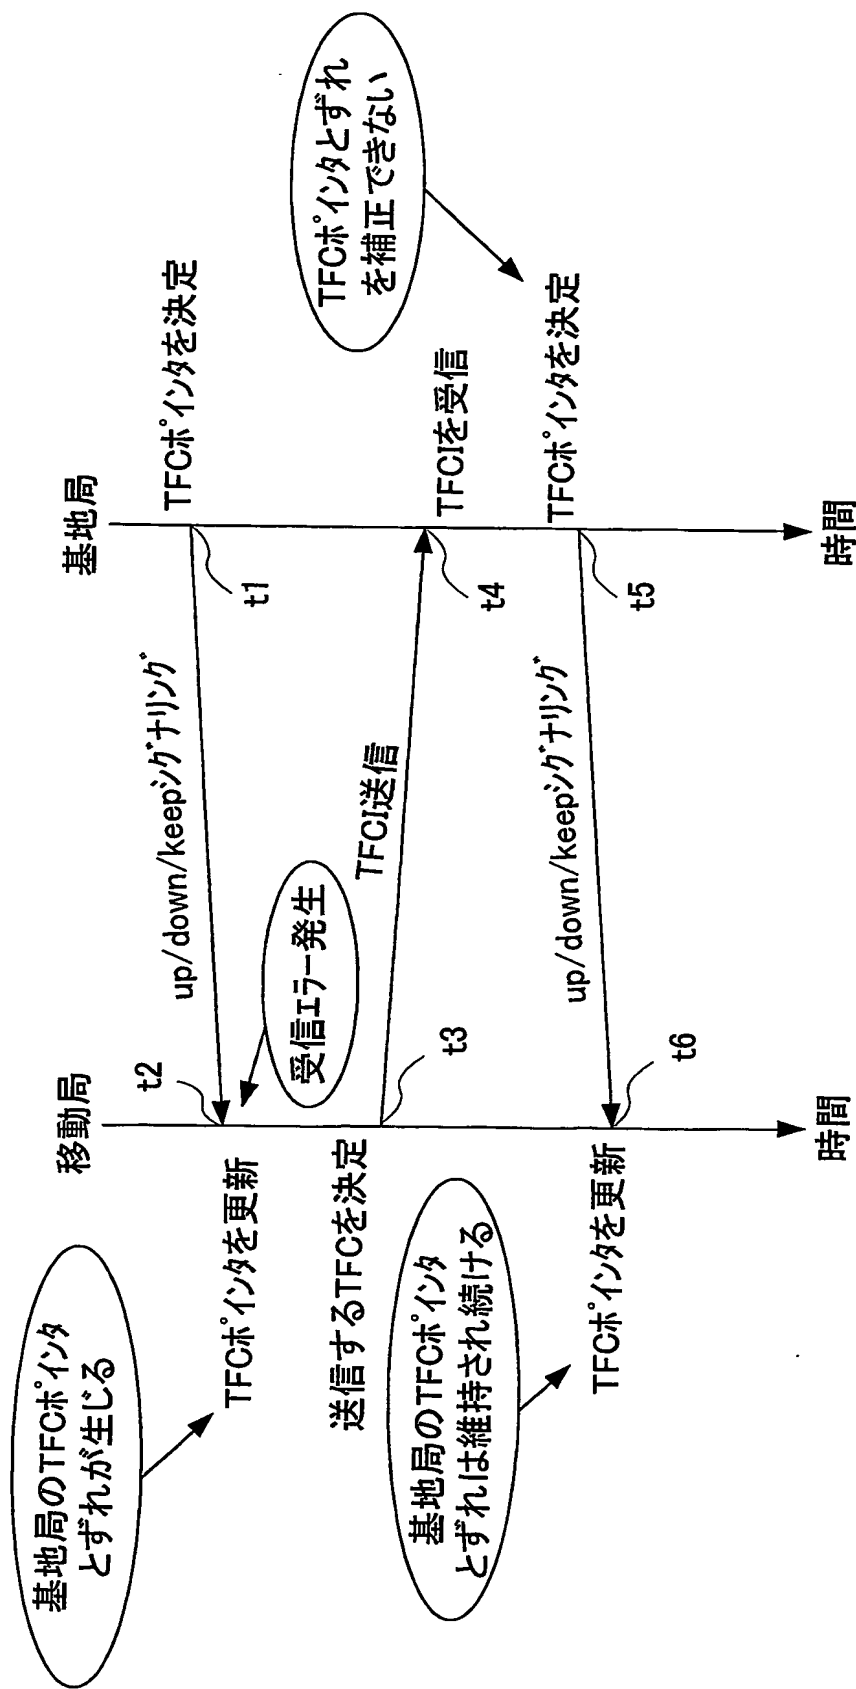 基地局のTFCポインタ
とずれが生じる
移動局
基地局
t2
TFCポインタを更新
受信エラー発生
up/down/keepシグナリング
t1
TFCポインタを決定
送信するTFCを決定
t3
TFCI送信
t4
TFCIを受信
TFCポインタとずれ
を補正できない
基地局のTFCポインタ
とずれは維持され続ける
TFCポインタを更新
t6
up/down/keepシグナリング
t5
TFCポインタを決定
時間
時間